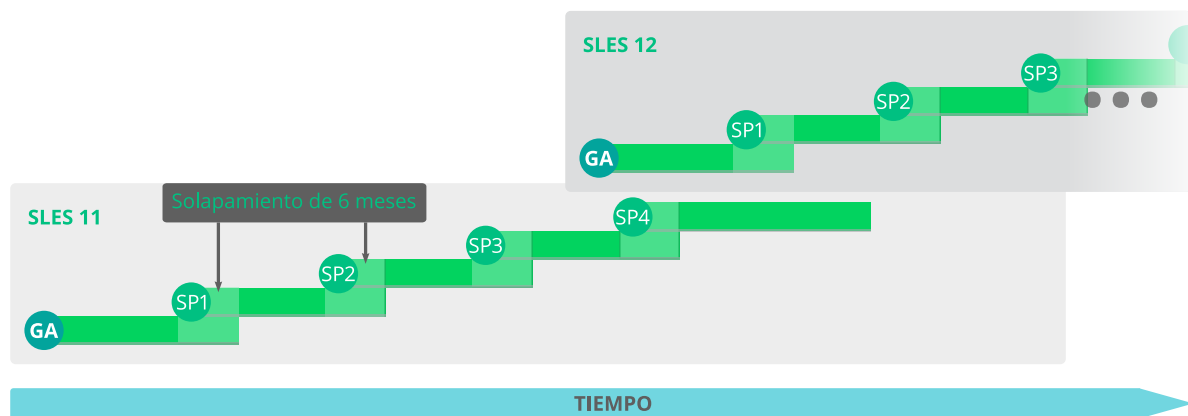 SLES 12
SP3
SP2
SP1
GA
SLES 11
Solapamiento de 6 meses
SP4
SP3
SP2
SP1
GA
TIEMPO